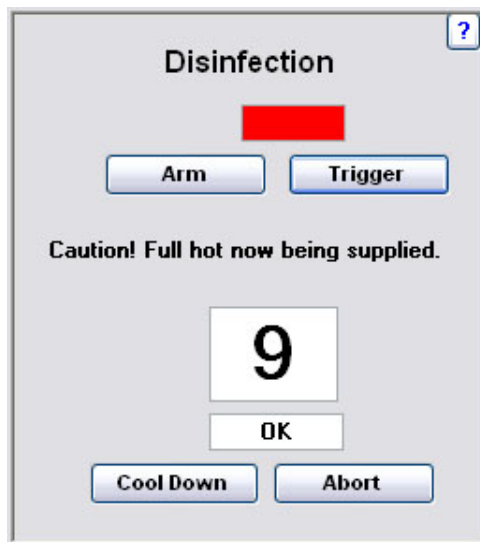 ?
Disinfection
Arm Trigger
Caution! Full hot now being supplied.
9
OK
Cool Down Abort